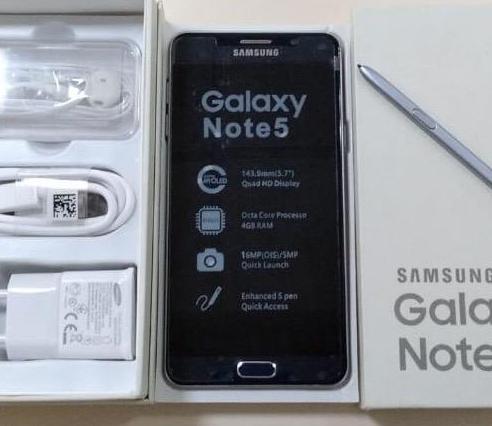 SAMSUNG
Galaxy
Note5
AMOLED
143.9mm(5.7")
Quad HD Display
Octa Core Processo
4GB RAM
16MP(OIS)/5MP
Quick Launch
Enhanced S pen
Quick Access
SAMSUNG
Gala
Note